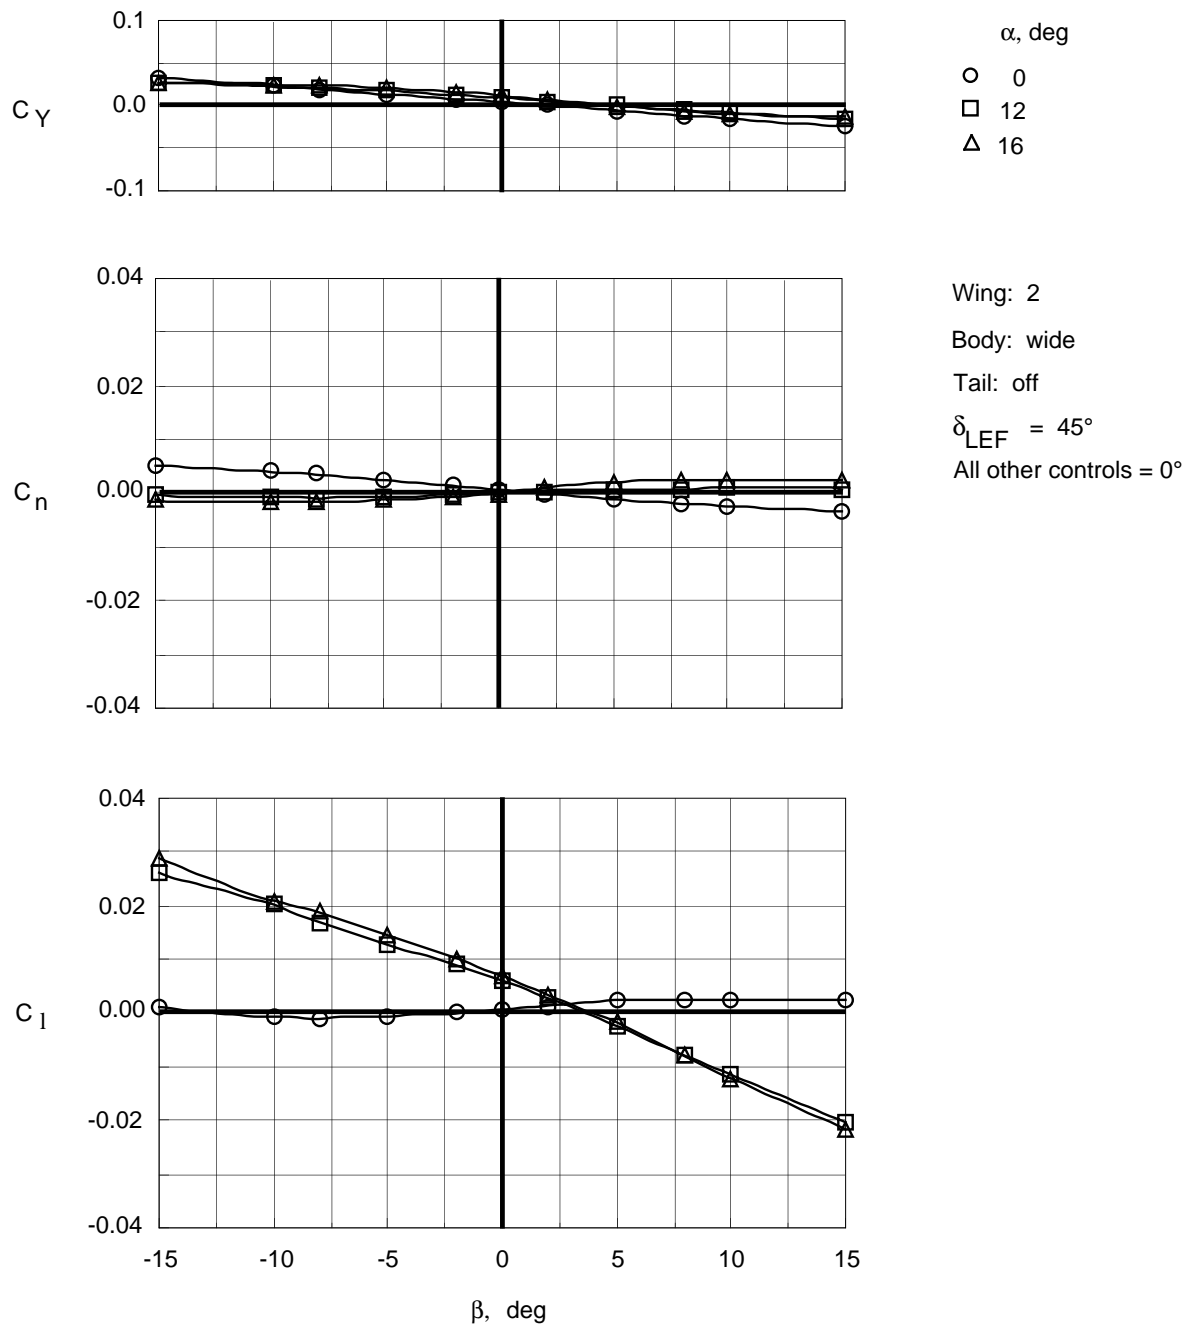 0.1
0.0
-0.1
C Y
α, deg
0
12
16
0.04
0.02
0.00
-0.02
-0.04
C n
Wing: 2
Body: wide
Tail: off
δLEF = 45°
All other controls = 0°
0.04
0.02
0.00
-0.02
-0.04
C l
-15 -10 -5 0 5 10 15
β, deg